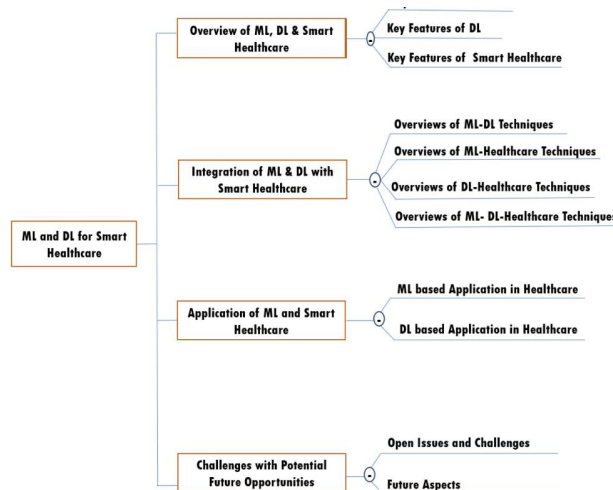 Overview of ML, DL & Smart
Healthcare
Key Features of DL
Key Features of Smart Healthcare
Overviews of ML-DL Techniques
Overviews of ML-Healthcare Techniques
Integration of ML & DL with
Smart Healthcare
Overviews of DL-Healthcare Techniques
Overviews of ML- DL-Healthcare Techniques
ML and DL for Smart
Healthcare
ML based Application in Healthcare
Application of ML and Smart
Healthcare
DL based Application in Healthcare
Open Issues and Challenges
Challenges with Potential
Future Opportunities
Future Aspects